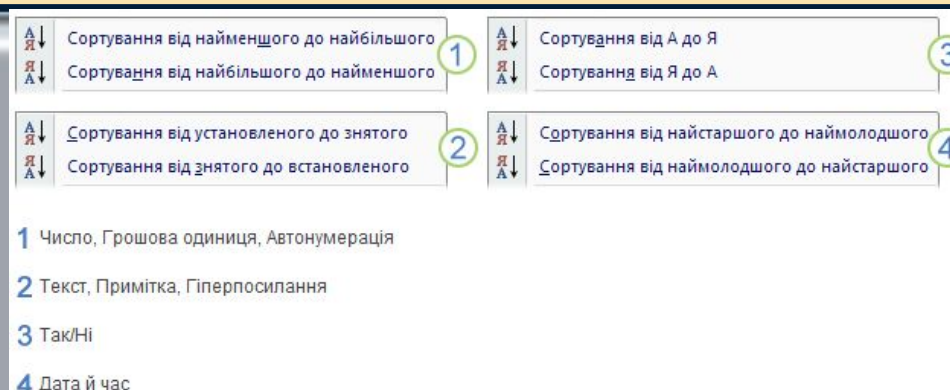 Сортування від найменшого до найбільшого
Сортування від найбільшого до найменшого
1
Сортування від А до Я
Сортування від Я до А
3
Сортування від установленого до знятого
Сортування від знятого до встановленого
2
Сортування від найстаршого до наймолодшого
Сортування від наймолодшого до найстаршого
4
1 Число, Грошова одиниця, Автонумерація
2 Текст, Примітка, Гіперпосилання
3 Так/Ні
4 Дата й час